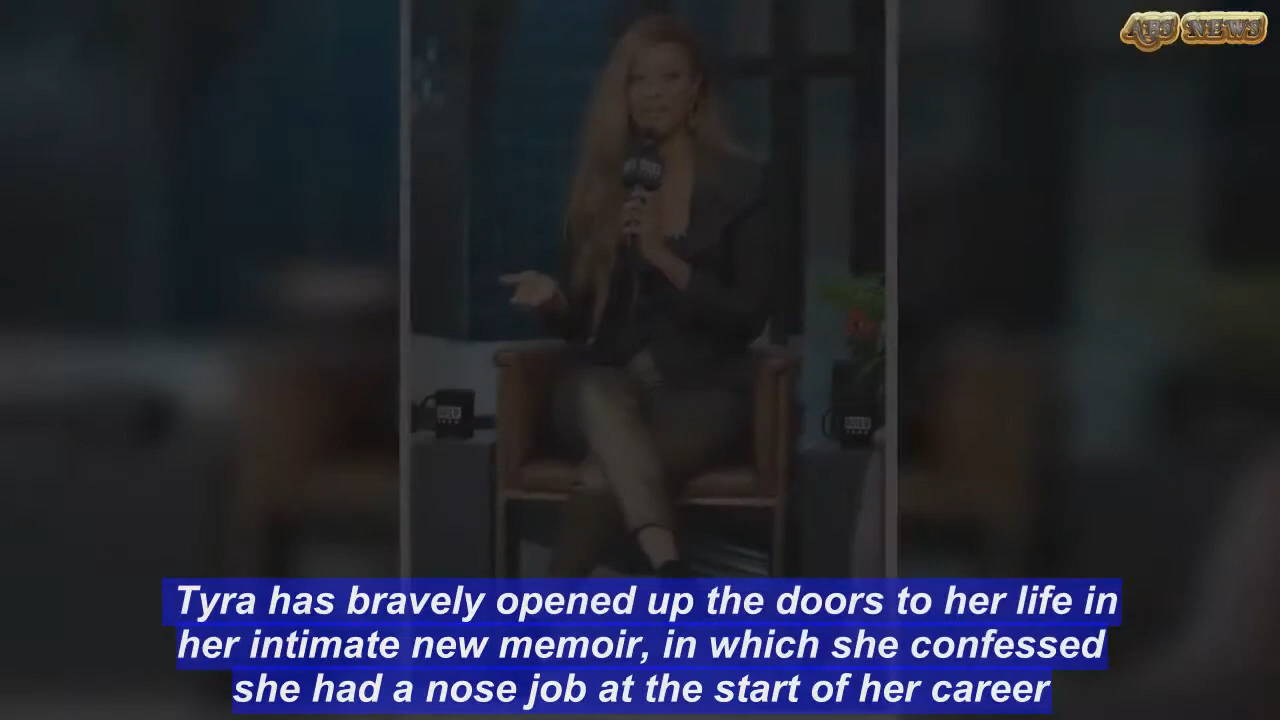 ABS NEWS
Tyra has bravely opened up the doors to her life in
her intimate new memoir, in which she confessed
she had a nose job at the start of her career